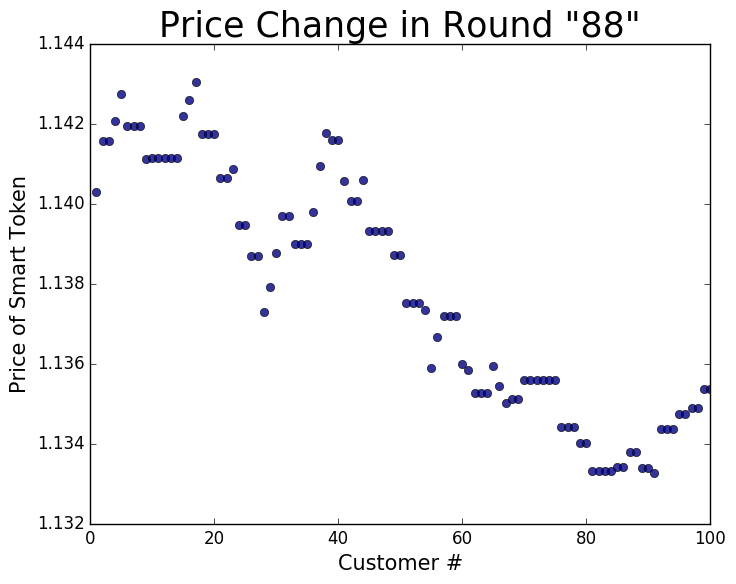 Price Change in Round "88"
1.144
1.142
1.140
1.138
1.136
1.134
1.132
Price of Smart Token
0 20 40 60 80 100
Customer #